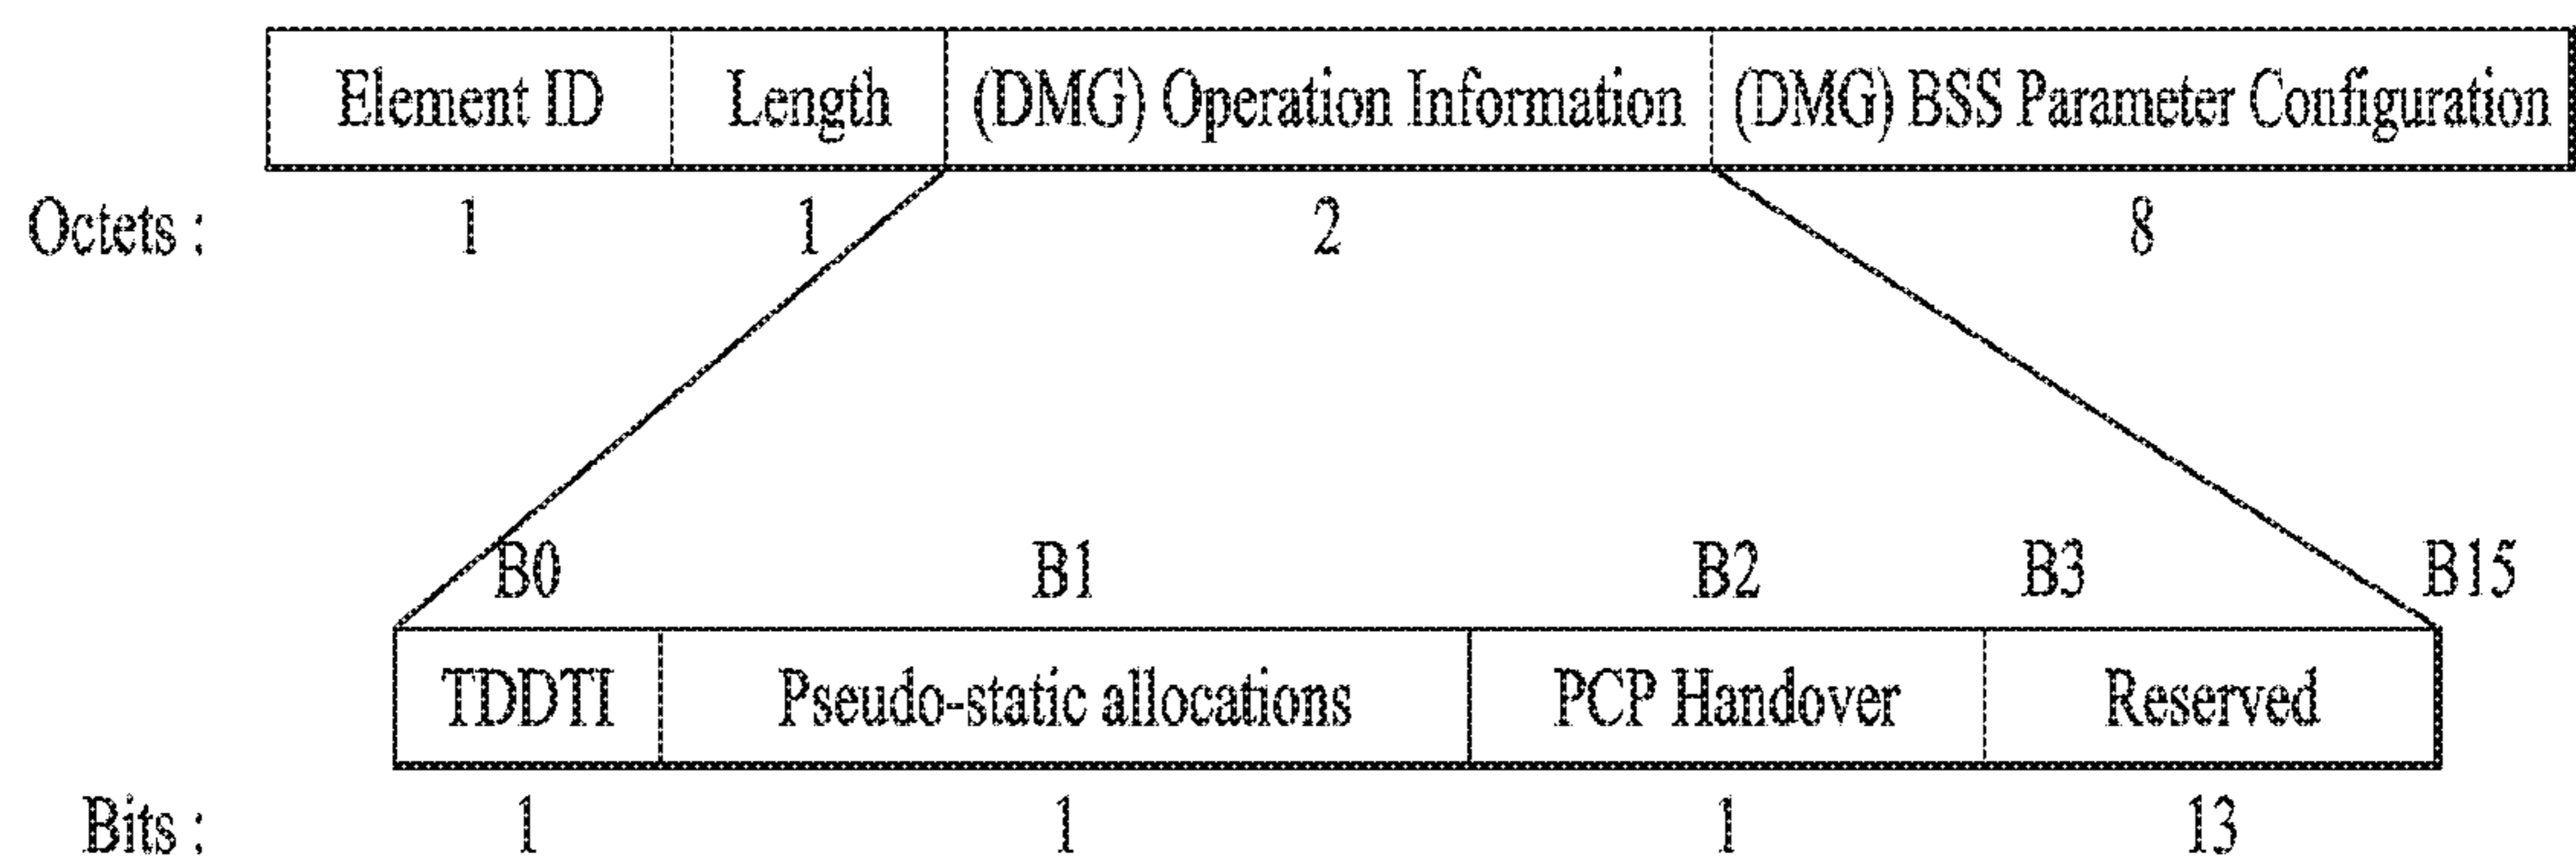 Element ID Length (DMG) Operation Information (DMG) BSS Parameter Configuration
Octets : 1 1 2 8
B0 B1 B2 B3 B15
TDDTI Pseudo-static allocations PCP Handover Reserved
Bits : 1 1 1 13